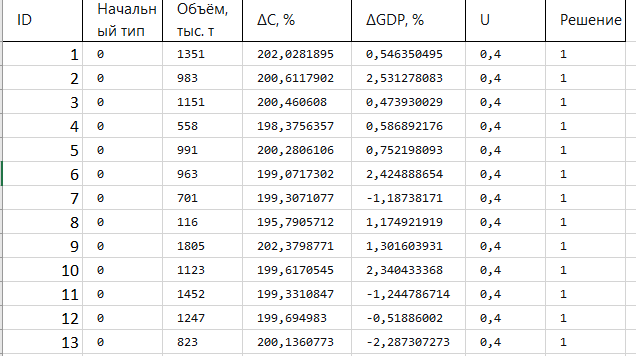 ID Начальный тип Объём, тыс. т ΔC, % ΔGDP, % U Решение
1 0 1351 202,0281895 0,546350495 0,4 1
2 0 983 200,6117902 2,531278083 0,4 1
3 0 1151 200,460608 0,473930029 0,4 1
4 0 558 198,3756357 0,586892176 0,4 1
5 0 991 200,2806106 0,752198093 0,4 1
6 0 963 199,0717302 2,424888654 0,4 1
7 0 701 199,3071077 -1,18738171 0,4 1
8 0 116 195,7905712 1,174921919 0,4 1
9 0 1805 202,3798771 1,301603931 0,4 1
10 0 1123 199,6170545 2,340433368 0,4 1
11 0 1452 199,3310847 -1,244786714 0,4 1
12 0 1247 199,694983 -0,51886002 0,4 1
13 0 823 200,1360773 -2,287307273 0,4 1